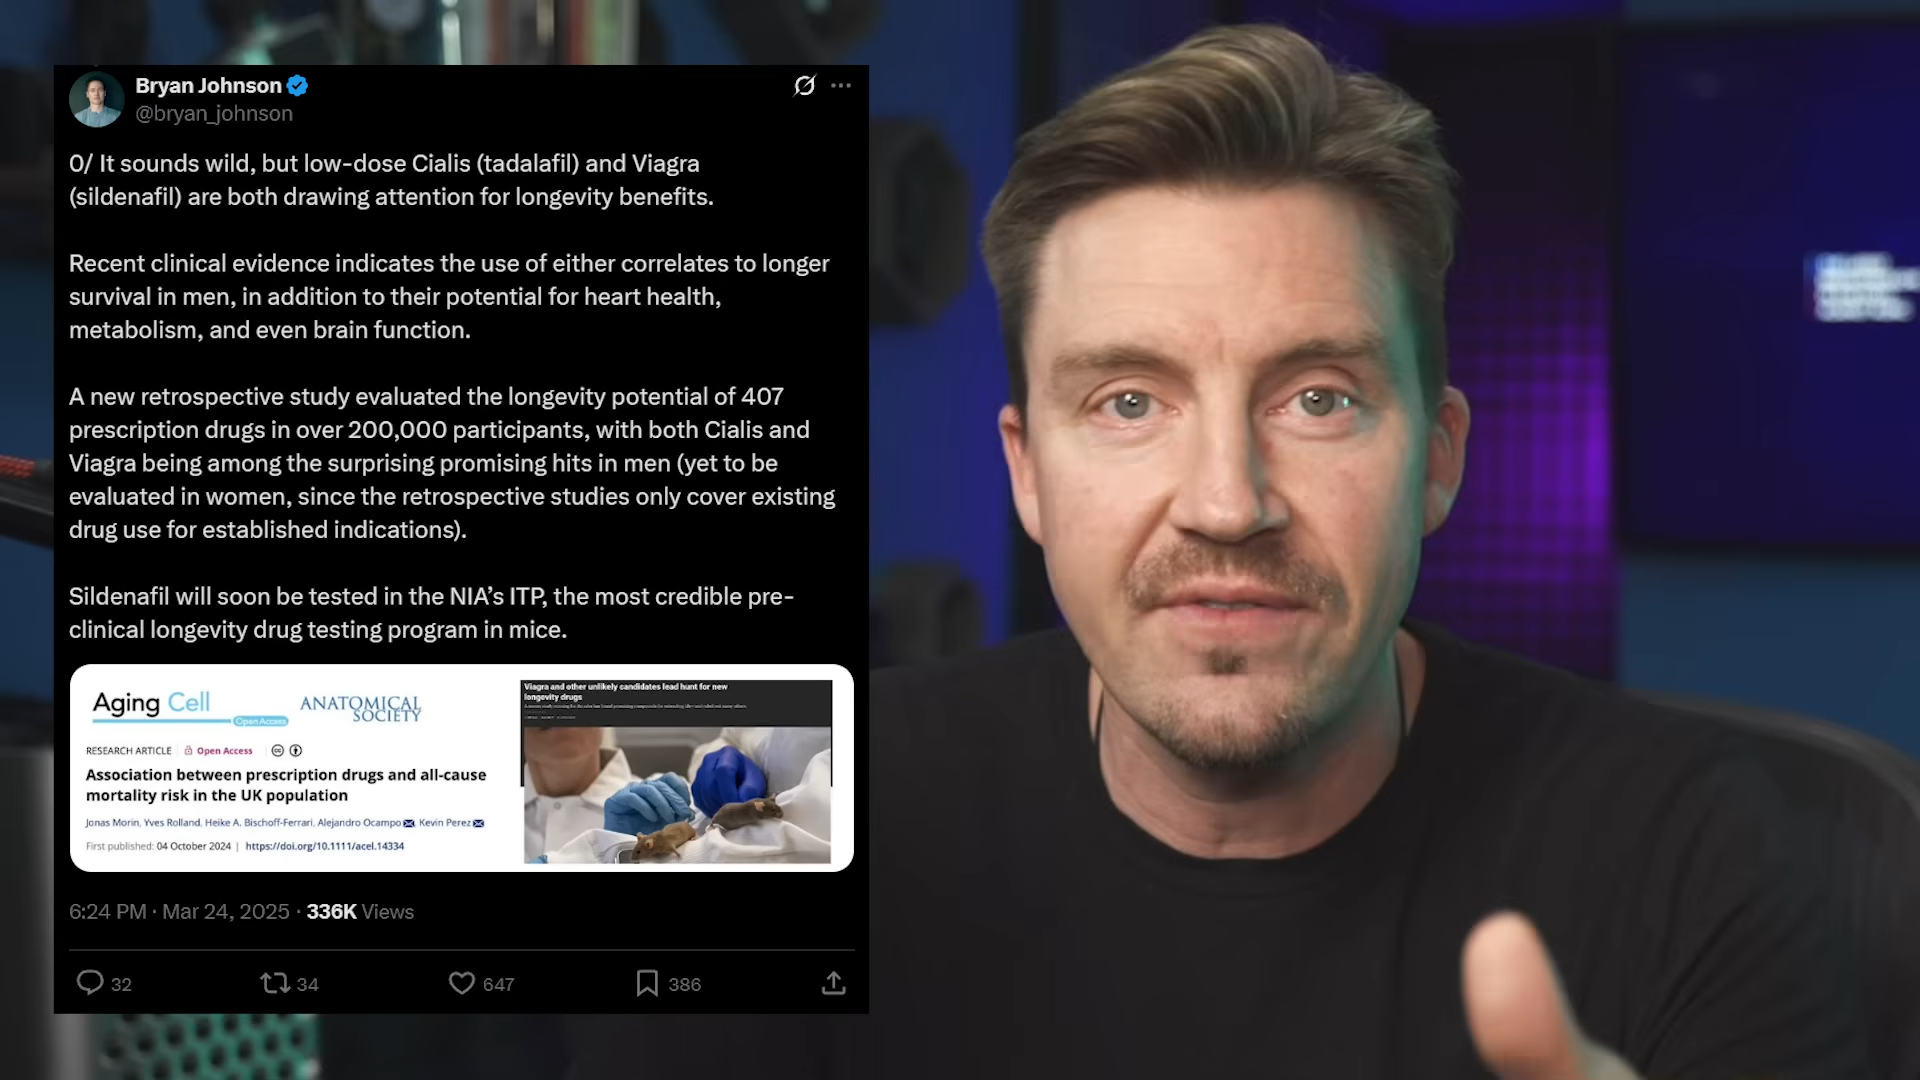 Bryan Johnson
@bryan_johnson
0/ It sounds wild, but low-dose Cialis (tadalafil) and Viagra
(sildenafil) are both drawing attention for longevity benefits.
Recent clinical evidence indicates the use of either correlates to longer
survival in men, in addition to their potential for heart health,
metabolism, and even brain function.
A new retrospective study evaluated the longevity potential of 407
prescription drugs in over 200,000 participants, with both Cialis and
Viagra being among the surprising promising hits in men (yet to be
evaluated in women, since the retrospective studies only cover existing
drug use for established indications).
Sildenafil will soon be tested in the NIA’s ITP, the most credible pre-
clinical longevity drug testing program in mice.
Aging Cell
Open Access
ANATOMICAL
SOCIETY
RESEARCH ARTICLE Open Access
Association between prescription drugs and all-cause
mortality risk in the UK population
Jonas Morin, Yves Rolland, Heike A. Bischoff-Ferrari, Alejandro Ocampo, Kevin Perez
First published: 04 October 2024 | https://doi.org/10.1111/acel.14334
Viagra and other unlikely candidates lead hunt for new
longevity drugs
6:24 PM · Mar 24, 2025 · 336K Views
32 34 647 386